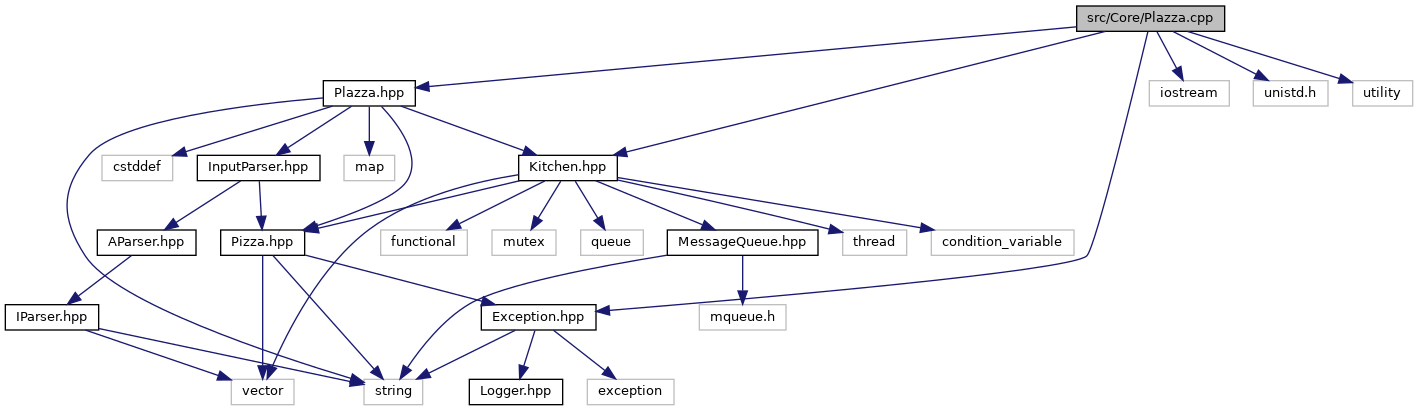 src/Core/Plazza.cpp
Plazza.hpp
iostream
unistd.h
utility
cstddef
InputParser.hpp
map
Kitchen.hpp
AParser.hpp
Pizza.hpp
functional
mutex
queue
MessageQueue.hpp
thread
condition_variable
IParser.hpp
Exception.hpp
mqueue.h
vector
string
Logger.hpp
exception